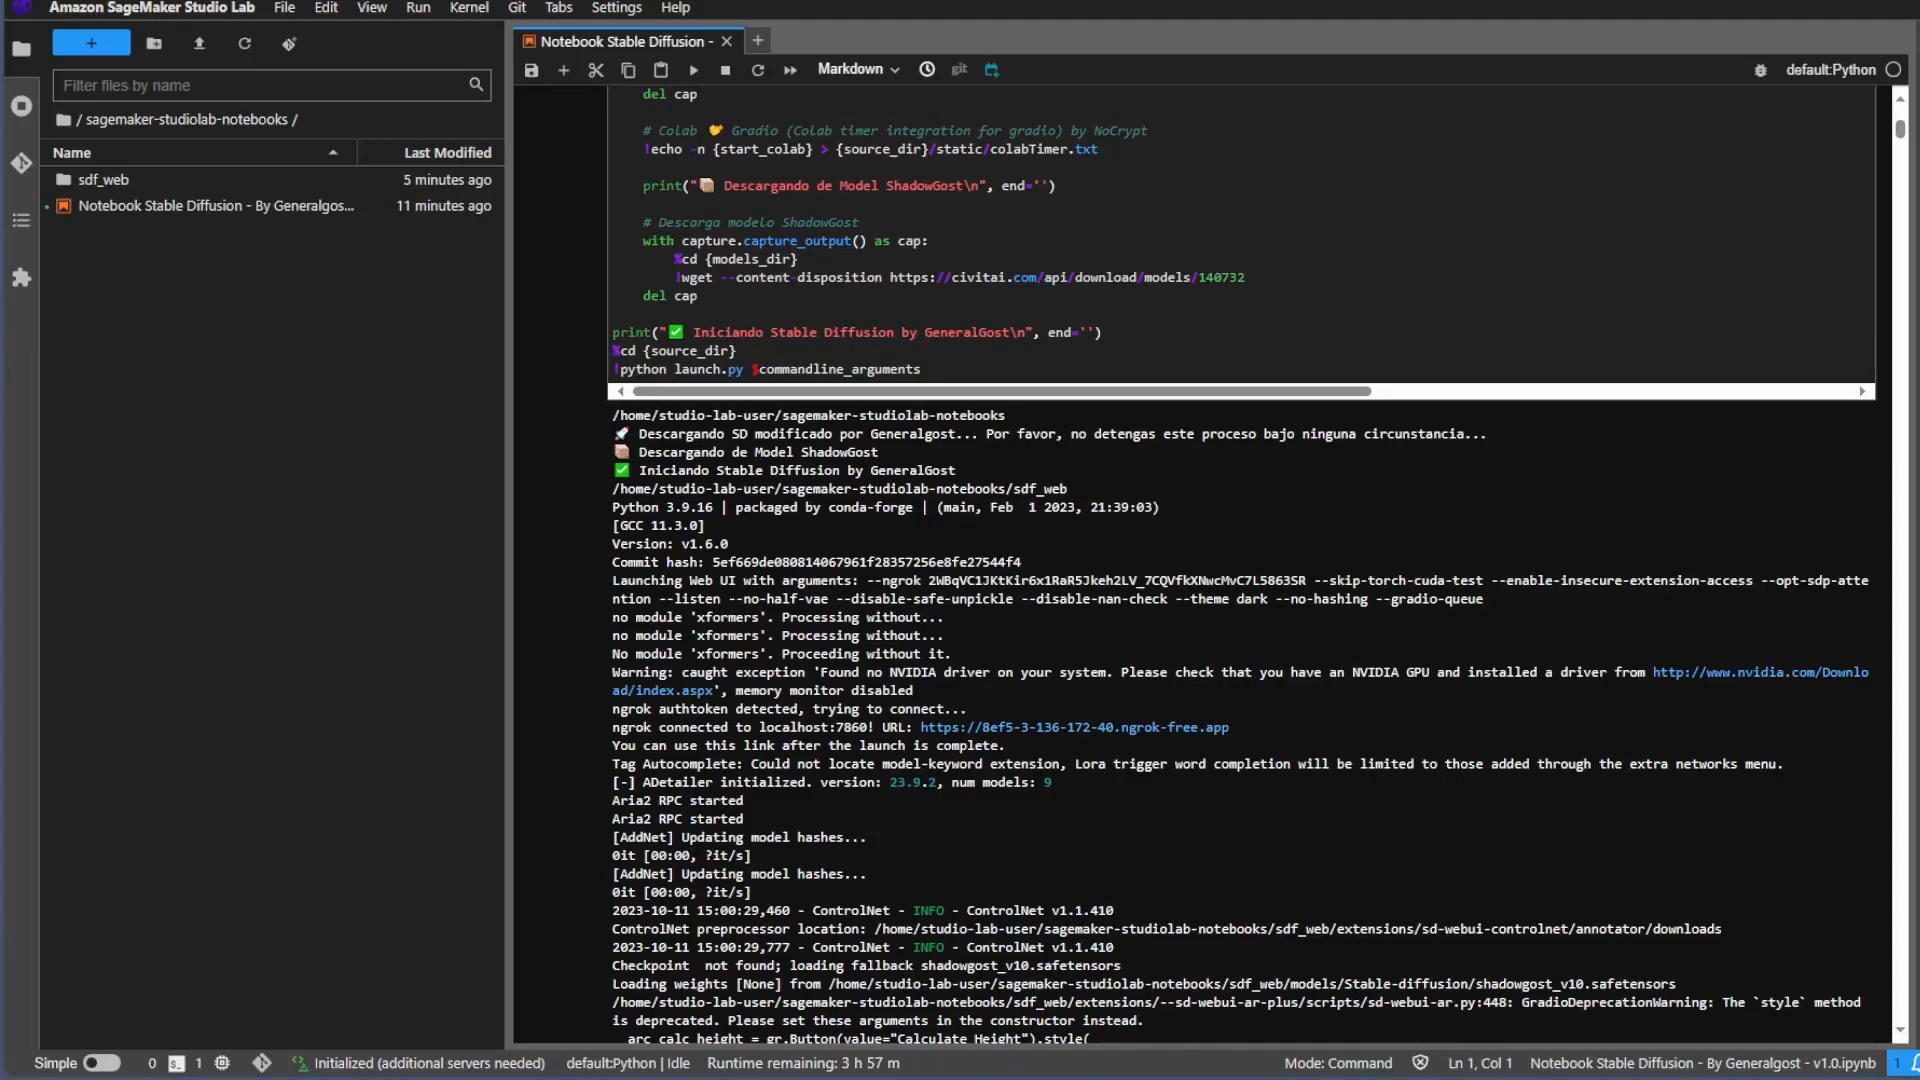 Amazon SageMaker Studio Lab File Edit View Run Kernel Git Tabs Settings Help
Notebook Stable Diffusion -
Markdown
git
default:Python
Filter files by name
/ sagemaker-studiolab-notebooks /
Name Last Modified
sdf_web 5 minutes ago
Notebook Stable Diffusion - By Generalgos... 11 minutes ago
del cap
# Colab 💝 Gradio (Colab timer integration for gradio) by NoCrypt
!echo -n {start_colab} > {source_dir}/static/colabTimer.txt
print("📦 Descargando de Model ShadowGost\n", end='')
# Descarga modelo ShadowGost
with capture.capture_output() as cap:
%cd {models_dir}
!wget --content-disposition https://civitai.com/api/download/models/140732
del cap
print("✅ Iniciando Stable Diffusion by GeneralGost\n", end='')
%cd {source_dir}
!python launch.py $commandline_arguments
/home/studio-lab-user/sagemaker-studiolab-notebooks
🚀 Descargando SD modificado por Generalgost... Por favor, no detengas este proceso bajo ninguna circunstancia...
📦 Descargando de Model ShadowGost
✅ Iniciando Stable Diffusion by GeneralGost
/home/studio-lab-user/sagemaker-studiolab-notebooks/sdf_web
Python 3.9.16 | packaged by conda-forge | (main, Feb  1 2023, 21:39:03)
[GCC 11.3.0]
Version: v1.6.0
Commit hash: 5ef669de080814067961f28357256e8fe27544f4
Launching Web UI with arguments: --ngrok 2WBqVC1JKtKir6x1RaR5Jkeh2LV_7CQVfkXNwcMvC7L5863SR --skip-torch-cuda-test --enable-insecure-extension-access --opt-sdp-atte
ntion --listen --no-half-vae --disable-safe-unpickle --disable-nan-check --theme dark --no-hashing --gradio-queue
no module 'xformers'. Processing without...
no module 'xformers'. Processing without...
No module 'xformers'. Proceeding without it.
Warning: caught exception 'Found no NVIDIA driver on your system. Please check that you have an NVIDIA GPU and installed a driver from http://www.nvidia.com/Downlo
ad/index.aspx', memory monitor disabled
ngrok authtoken detected, trying to connect...
ngrok connected to localhost:7860! URL: https://8ef5-3-136-172-40.ngrok-free.app
You can use this link after the launch is complete.
Tag Autocomplete: Could not locate model-keyword extension, Lora trigger word completion will be limited to those added through the extra networks menu.
[-] ADetailer initialized. version: 23.9.2, num models: 9
Aria2 RPC started
Aria2 RPC started
[AddNet] Updating model hashes...
0it [00:00, ?it/s]
[AddNet] Updating model hashes...
0it [00:00, ?it/s]
2023-10-11 15:00:29,460 - ControlNet - INFO - ControlNet v1.1.410
ControlNet preprocessor location: /home/studio-lab-user/sagemaker-studiolab-notebooks/sdf_web/extensions/sd-webui-controlnet/annotator/downloads
2023-10-11 15:00:29,777 - ControlNet - INFO - ControlNet v1.1.410
Checkpoint  not found; loading fallback shadowgost_v10.safetensors
Loading weights [None] from /home/studio-lab-user/sagemaker-studiolab-notebooks/sdf_web/models/Stable-diffusion/shadowgost_v10.safetensors
/home/studio-lab-user/sagemaker-studiolab-notebooks/sdf_web/extensions/--sd-webui-ar-plus/scripts/sd-webui-ar.py:448: GradioDeprecationWarning: The `style` method
is deprecated. Please set these arguments in the constructor instead.
arc_calc_height = gr.Button(value="Calculate Height").style(
Simple 0 1 Initialized (additional servers needed) default:Python | Idle Runtime remaining: 3 h 57 m Mode: Command Ln 1, Col 1 Notebook Stable Diffusion - By Generalgost - v1.0.ipynb 1